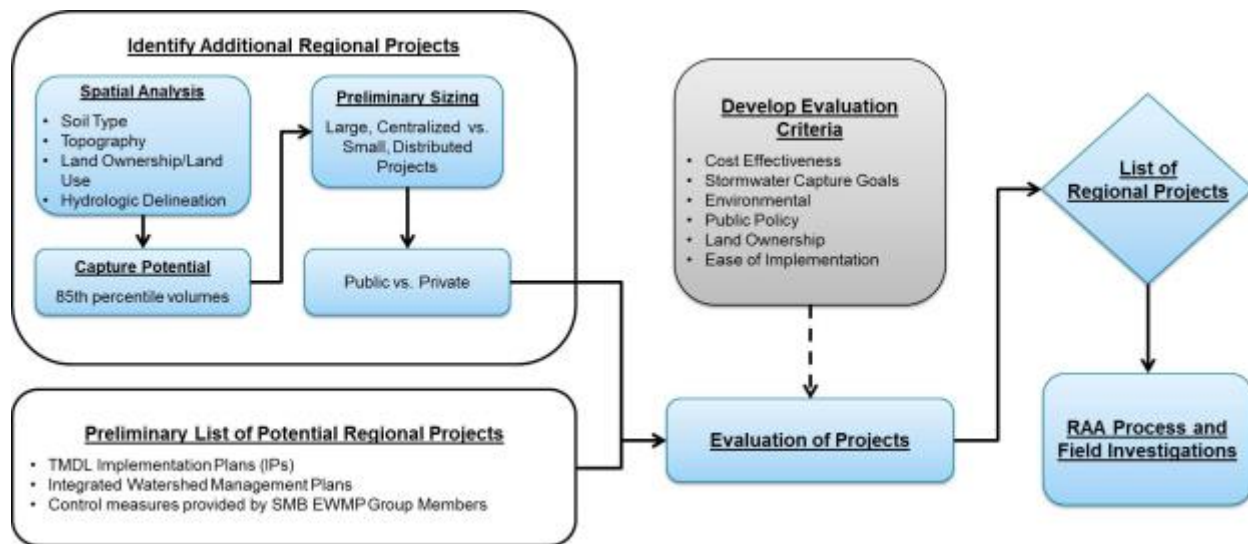 Identify Additional Regional Projects
Spatial Analysis
• Soil Type
• Topography
• Land Ownership/Land
Use
• Hydrologic Delineation
Capture Potential
85th percentile volumes
Preliminary Sizing
Large, Centralized vs.
Small, Distributed
Projects
Public vs. Private
Preliminary List of Potential Regional Projects
• TMDL Implementation Plans (IPs)
• Integrated Watershed Management Plans
• Control measures provided by SMB EWMP Group Members
Develop Evaluation
Criteria
• Cost Effectiveness
• Stormwater Capture Goals
• Environmental
• Public Policy
• Land Ownership
• Ease of Implementation
Evaluation of Projects
List of
Regional Projects
RAA Process and
Field Investigations